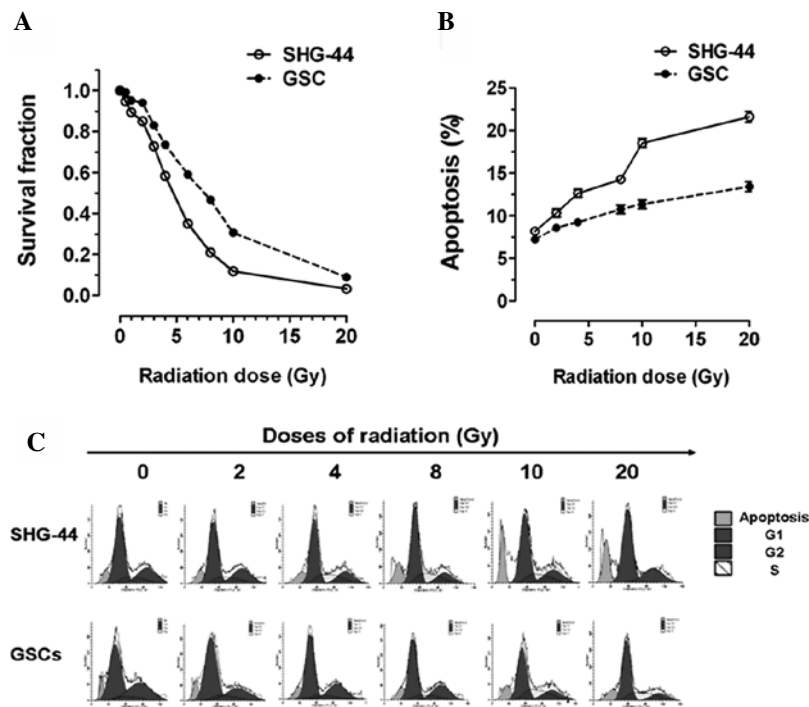 A
SHG-44
GSC
Survival fraction
1.0
0.8
0.6
0.4
0.2
0.0
0 5 10 15 20
Radiation dose (Gy)
B
SHG-44
GSC
Apoptosis (%)
25
20
15
10
5
0
0 5 10 15 20
Radiation dose (Gy)
C
Doses of radiation (Gy)
0 2 4 8 10 20
SHG-44
GSCs
Apoptosis
G1
G2
S